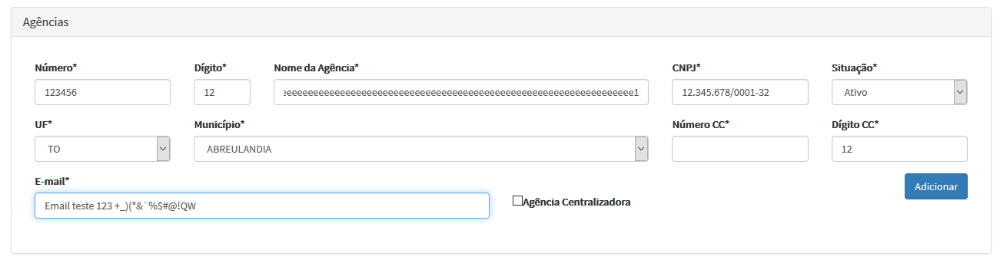 Agências
Número* Dígito* Nome da Agência* CNPJ* Situação*
123456 12 eeeeeeeeeeeeeeeeeeeeeeeeeeeeeeeeeeeeeeeeeeeeeeeeeeeeeeeeeeeeeeeeee1 12.345.678/0001-32 Ativo
UF* Município* Número CC* Dígito CC*
TO ABREULANDIA 12
E-mail* Adicionar
Email teste 123 +_)(*&¨%$#@!QW Agência Centralizadora